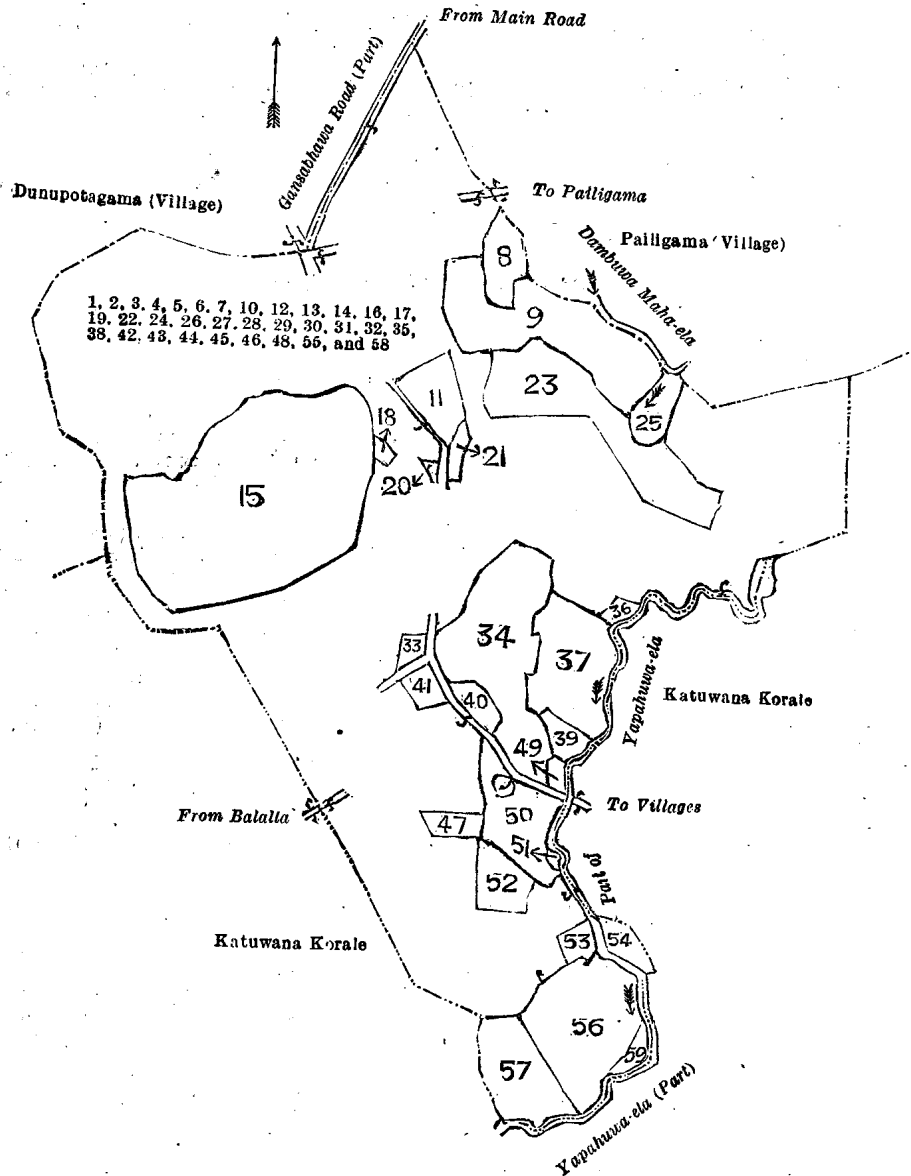 From Main Road
Gansabhawa Road (Part)
To Pailigama
Dunupotagama (Village)
Pailigama Village)
Dambuwa Maha-ela
8
1, 2, 3. 4, 5, 6. 7, 10, 12, 13, 14. 16, 17,
19. 22, 24. 26, 27. 28, 29, 30, 31, 32, 35,
38, 42, 43, 44, 45, 46, 48, 55, and 58
9
23
11
18
25
21
20
15
36
34
33
37
41
40
Yapahuwa-ela
Katuwana Korale
39
49
From Balalla
To Villages
50
47
51
52
Part of
Katuwana Korale
53
54
56
59
57
Yapahuwa-ela (Part)